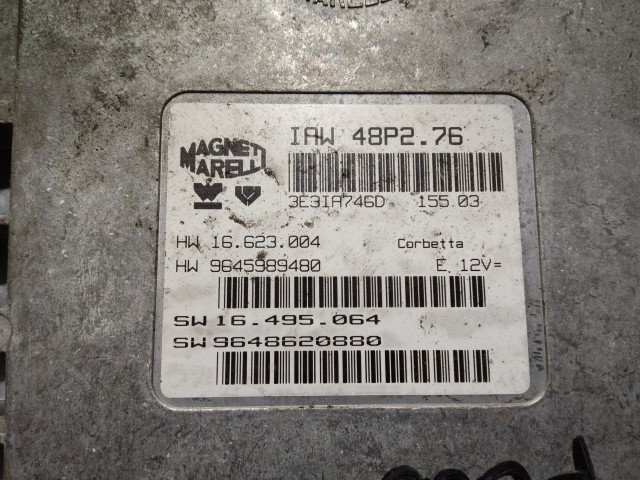 MAGNETI
MARELLI
IAW 48P2.76
3E3IA746D 155.03
HW 16.623.004 Corbetta
HW 9645989480 E 12V=
SW 16.495.064
SW 9648620880